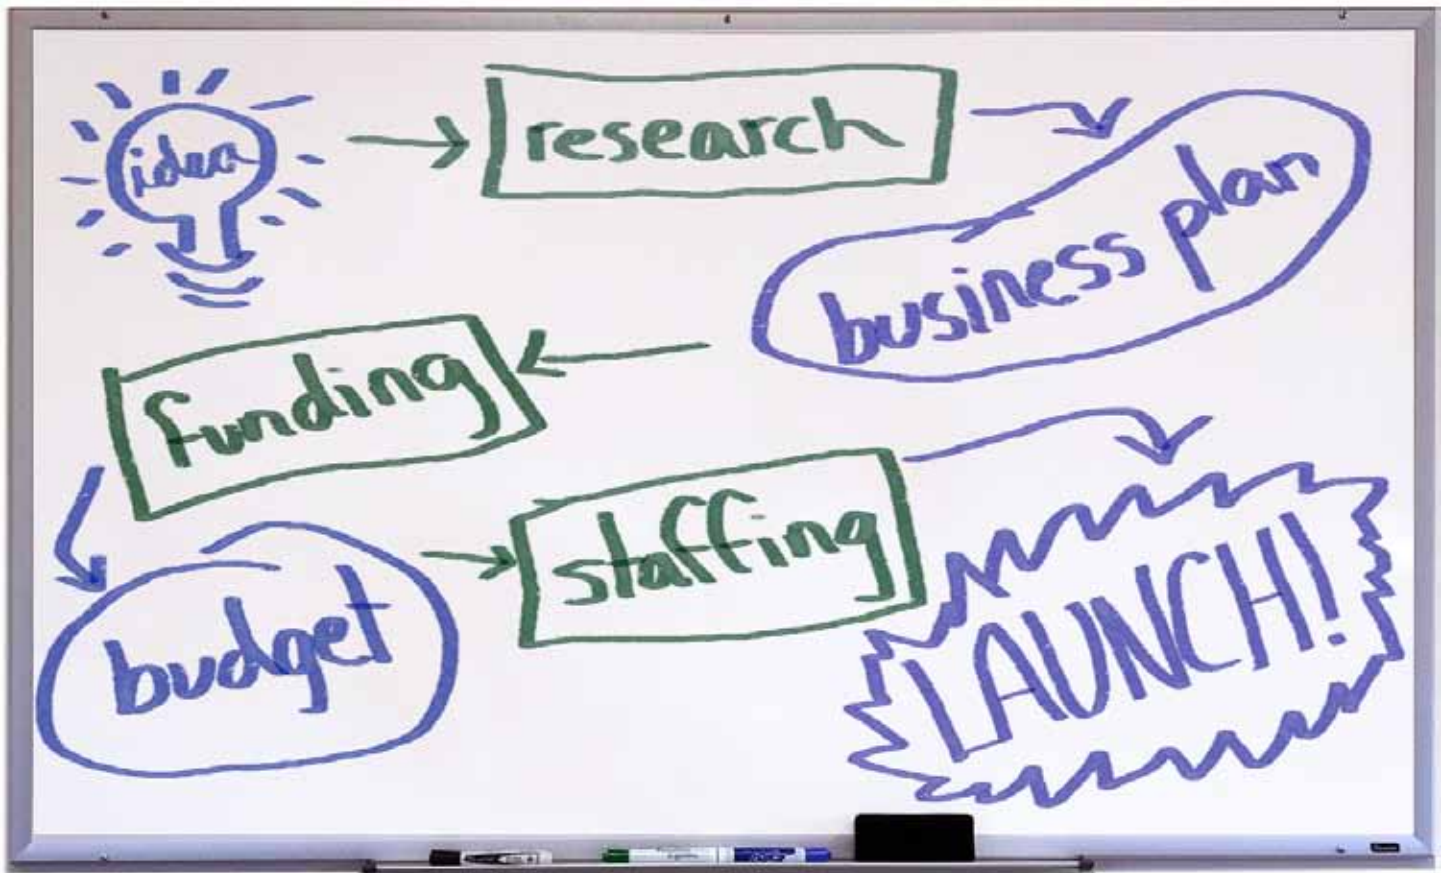 idea
research
business plan
funding
budget
staffing
LAUNCH!